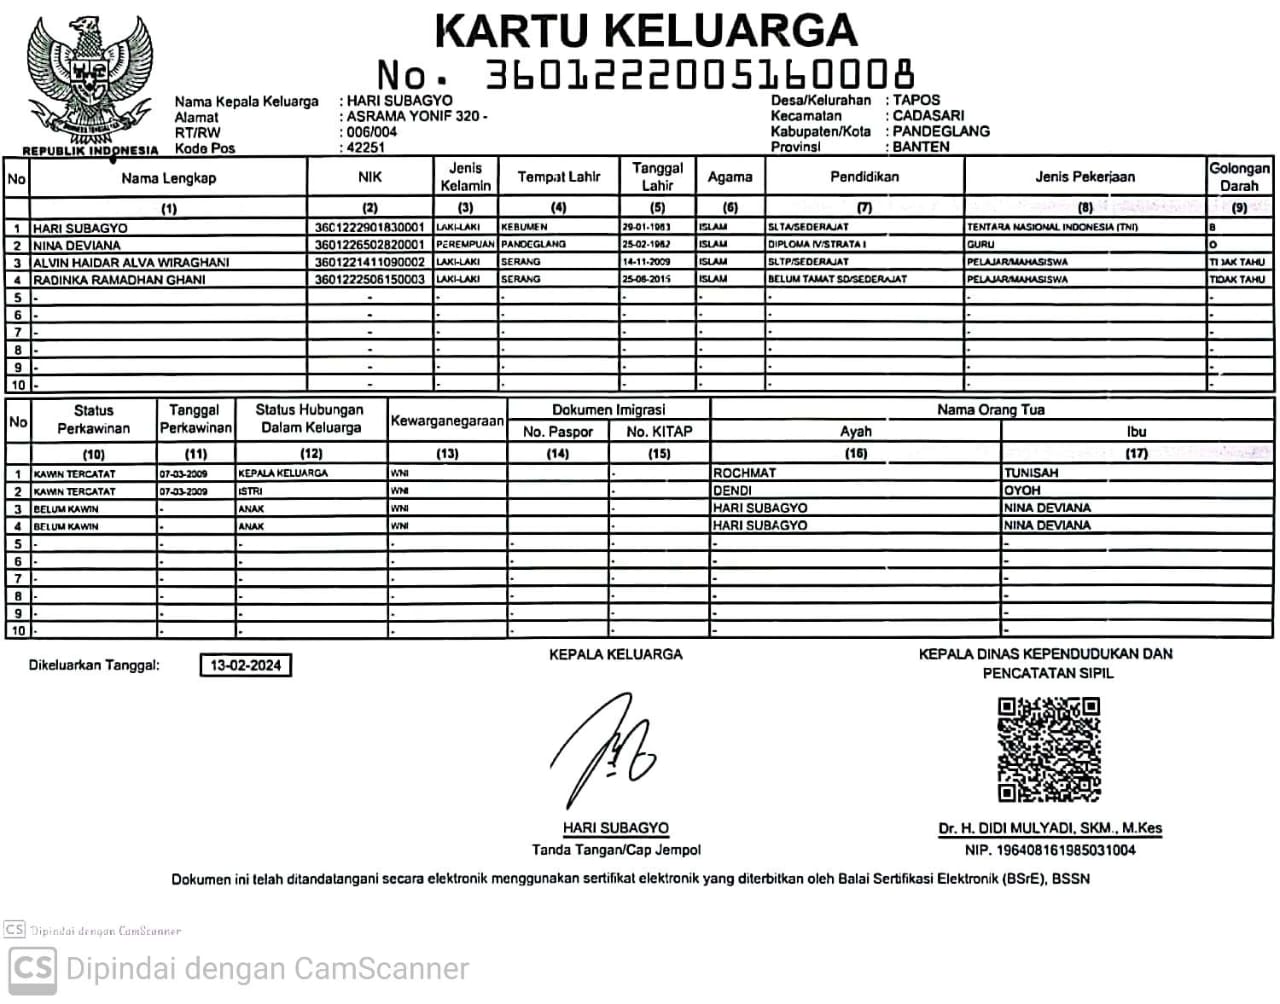 KARTU KELUARGA
No. 3601222005160008
Nama Kepala Keluarga : HARI SUBAGYO
Alamat : ASRAMA YONIF 320 -
RT/RW : 006/004
Kode Pos : 42251
Desa/Kelurahan : TAPOS
Kecamatan : CADASARI
Kabupaten/Kota : PANDEGLANG
Provinsi : BANTEN
REPUBLIK INDONESIA
No Nama Lengkap NIK Jenis Kelamin Tempat Lahir Tanggal Lahir Agama Pendidikan Jenis Pekerjaan Golongan Darah
(1) (2) (3) (4) (5) (6) (7) (8) (9)
1 HARI SUBAGYO 3601222901830001 LAKI-LAKI KEBUMEN 29-01-1983 ISLAM SLTA/SEDERAJAT TENTARA NASIONAL INDONESIA (TNI) B
2 NINA DEVIANA 3601226502820001 PEREMPUAN PANDEGLANG 25-02-1982 ISLAM DIPLOMA IV/STRATA I GURU O
3 ALVIN HAIDAR ALVA WIRAGHANI 3601221411090002 LAKI-LAKI SERANG 14-11-2009 ISLAM SLTP/SEDERAJAT PELAJAR/MAHASISWA TIDAK TAHU
4 RADINKA RAMADHAN GHANI 3601222506150003 LAKI-LAKI SERANG 25-06-2015 ISLAM BELUM TAMAT SD/SEDERAJAT PELAJAR/MAHASISWA TIDAK TAHU
5 - - - - - - - - -
6 - - - - - - - - -
7 - - - - - - - - -
8 - - - - - - - - -
9 - - - - - - - - -
10 - - - - - - - - -
No Status Perkawinan Tanggal Perkawinan Status Hubungan Dalam Keluarga Kewarganegaraan Dokumen Imigrasi Nama Orang Tua
No. Paspor No. KITAP Ayah Ibu
(10) (11) (12) (13) (14) (15) (16) (17)
1 KAWIN TERCATAT 07-03-2009 KEPALA KELUARGA WNI - ROCHMAT TUNISAH
2 KAWIN TERCATAT 07-03-2009 ISTRI WNI - DENDI OYOH
3 BELUM KAWIN - ANAK WNI - HARI SUBAGYO NINA DEVIANA
4 BELUM KAWIN - ANAK WNI - HARI SUBAGYO NINA DEVIANA
5 - - - - - - - -
6 - - - - - - - -
7 - - - - - - - -
8 - - - - - - - -
9 - - - - - - - -
10 - - - - - - - -
Dikeluarkan Tanggal: 13-02-2024
KEPALA KELUARGA
HARI SUBAGYO
Tanda Tangan/Cap Jempol
KEPALA DINAS KEPENDUDUKAN DAN
PENCATATAN SIPIL
Dr. H. DIDI MULYADI, SKM., M.Kes
NIP. 196408161985031004
Dokumen ini telah ditandatangani secara elektronik menggunakan sertifikat elektronik yang diterbitkan oleh Balai Sertifikasi Elektronik (BSrE), BSSN
CS Dipindai dengan CamScanner
CS Dipindai dengan CamScanner